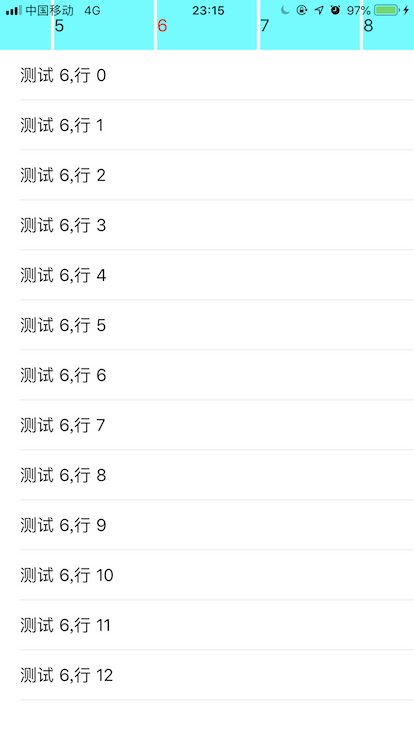 中国移动 4G 23:15 97%
5 6 7 8
测试 6,行 0
测试 6,行 1
测试 6,行 2
测试 6,行 3
测试 6,行 4
测试 6,行 5
测试 6,行 6
测试 6,行 7
测试 6,行 8
测试 6,行 9
测试 6,行 10
测试 6,行 11
测试 6,行 12